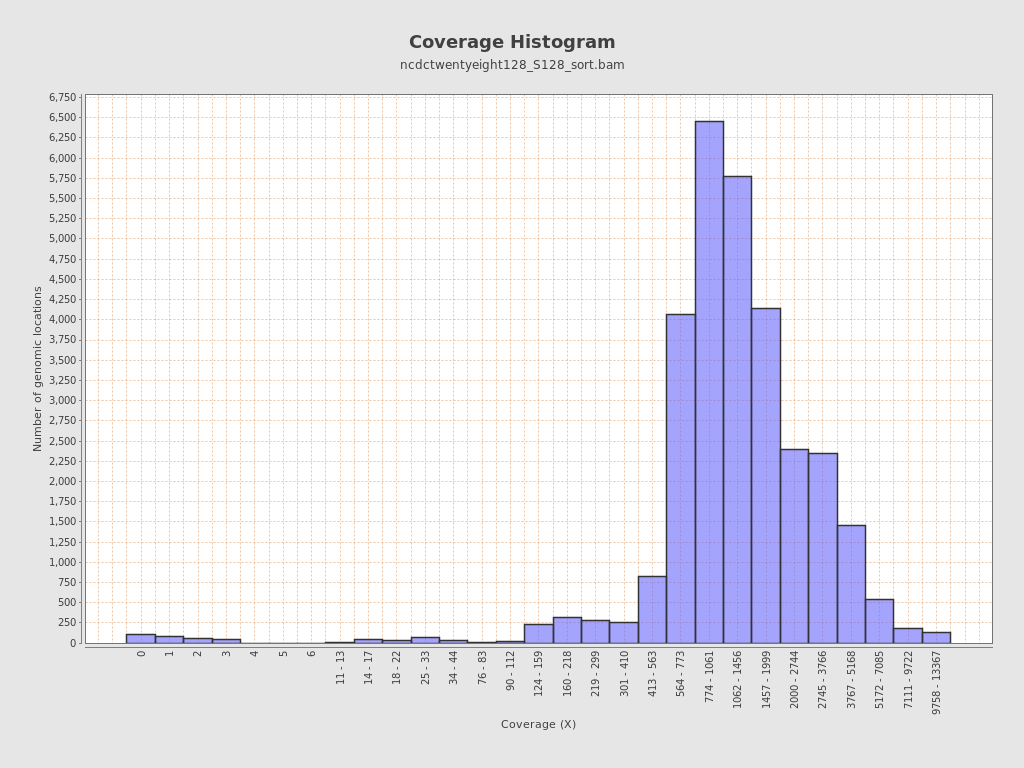 Coverage Histogram
ncdctwentyeight128_S128_sort.bam
Number of genomic locations
6,750
6,500
6,250
6,000
5,750
5,500
5,250
5,000
4,750
4,500
4,250
4,000
3,750
3,500
3,250
3,000
2,750
2,500
2,250
2,000
1,750
1,500
1,250
1,000
750
500
250
0
0
1
2
3
4
5
6
11 - 13
14 - 17
18 - 22
25 - 33
34 - 44
76 - 83
90 - 112
124 - 159
160 - 218
219 - 299
301 - 410
413 - 563
564 - 773
774 - 1061
1062 - 1456
1457 - 1999
2000 - 2744
2745 - 3766
3767 - 5168
5172 - 7085
7111 - 9722
9758 - 13367
Coverage (X)